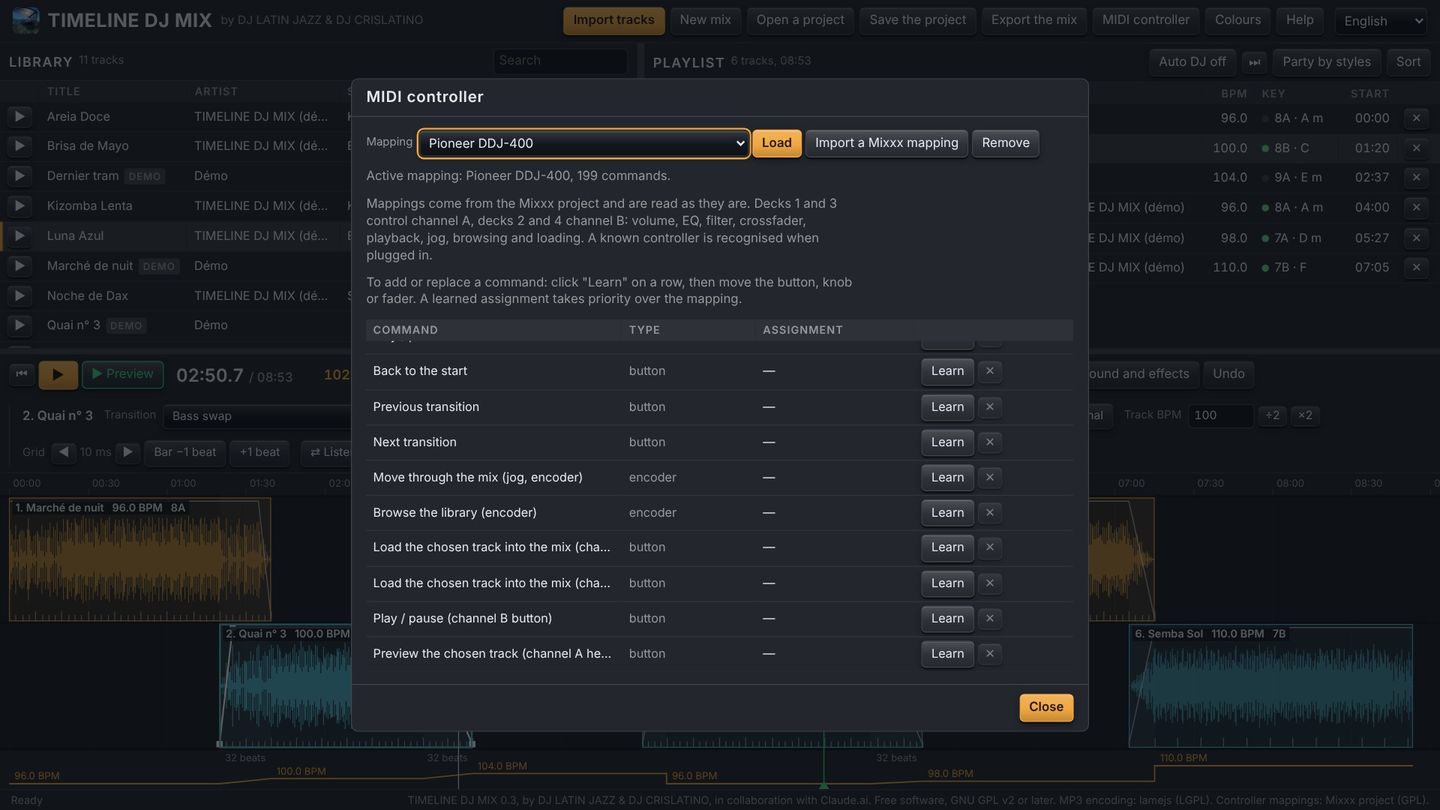 TIMELINE DJ MIX by DJ LATIN JAZZ & DJ CRISLATINO
Import tracks New mix Open a project Save the project Export the mix MIDI controller Colours Help English
LIBRARY 11 tracks Search
PLAYLIST 6 tracks, 08:53 Auto DJ off Party by styles Sort
TITLE ARTIST
BPM KEY START
Areia Doce TIMELINE DJ MIX (dé...
96.0 8A · A m 00:00
Brisa de Mayo TIMELINE DJ MIX (dé...
100.0 8B · C 01:20
Dernier tram DEMO Démo
104.0 9A · E m 02:37
Kizomba Lenta TIMELINE DJ MIX (dé...
E DJ MIX (démo) 96.0 8A · A m 04:00
Luna Azul TIMELINE DJ MIX (dé...
E DJ MIX (démo) 98.0 7A · D m 05:27
Marché de nuit DEMO Démo
E DJ MIX (démo) 110.0 7B · F 07:05
Noche de Dax TIMELINE DJ MIX (dé...
Quai n° 3 DEMO Démo
MIDI controller
Mapping Pioneer DDJ-400 Load Import a Mixxx mapping Remove
Active mapping: Pioneer DDJ-400, 199 commands.
Mappings come from the Mixxx project and are read as they are. Decks 1 and 3
control channel A, decks 2 and 4 channel B: volume, EQ, filter, crossfader,
playback, jog, browsing and loading. A known controller is recognised when
plugged in.
To add or replace a command: click "Learn" on a row, then move the button, knob
or fader. A learned assignment takes priority over the mapping.
COMMAND TYPE ASSIGNMENT
Back to the start button — Learn ×
Previous transition button — Learn ×
Next transition button — Learn ×
Move through the mix (jog, encoder) encoder — Learn ×
Browse the library (encoder) encoder — Learn ×
Load the chosen track into the mix (cha... button — Learn ×
Load the chosen track into the mix (cha... button — Learn ×
Play / pause (channel B button) button — Learn ×
Preview the chosen track (channel A he... button — Learn ×
Close
Preview 02:50.7 / 08:53 102
ound and effects Undo
2. Quai n° 3 Transition Bass swap
nal Track BPM 100 ÷2 ×2
Grid 10 ms Bar −1 beat +1 beat ⇄ Liste
00:00 00:30 01:00 01:30 02:0
07:00 07:30 08:00 08:30 0
1. Marché de nuit 96.0 BPM 8A
2. Quai n° 3 100.0 BPM
6. Semba Sol 110.0 BPM 7B
32 beats 32 beats 32 beats
96.0 BPM 100.0 BPM 104.0 BPM 96.0 BPM 98.0 BPM 110.0 BPM
Ready
TIMELINE DJ MIX 0.3, by DJ LATIN JAZZ & DJ CRISLATINO, in collaboration with Claude.ai. Free software, GNU GPL v2 or later. MP3 encoding: lamejs (LGPL). Controller mappings: Mixxx project (GPL).